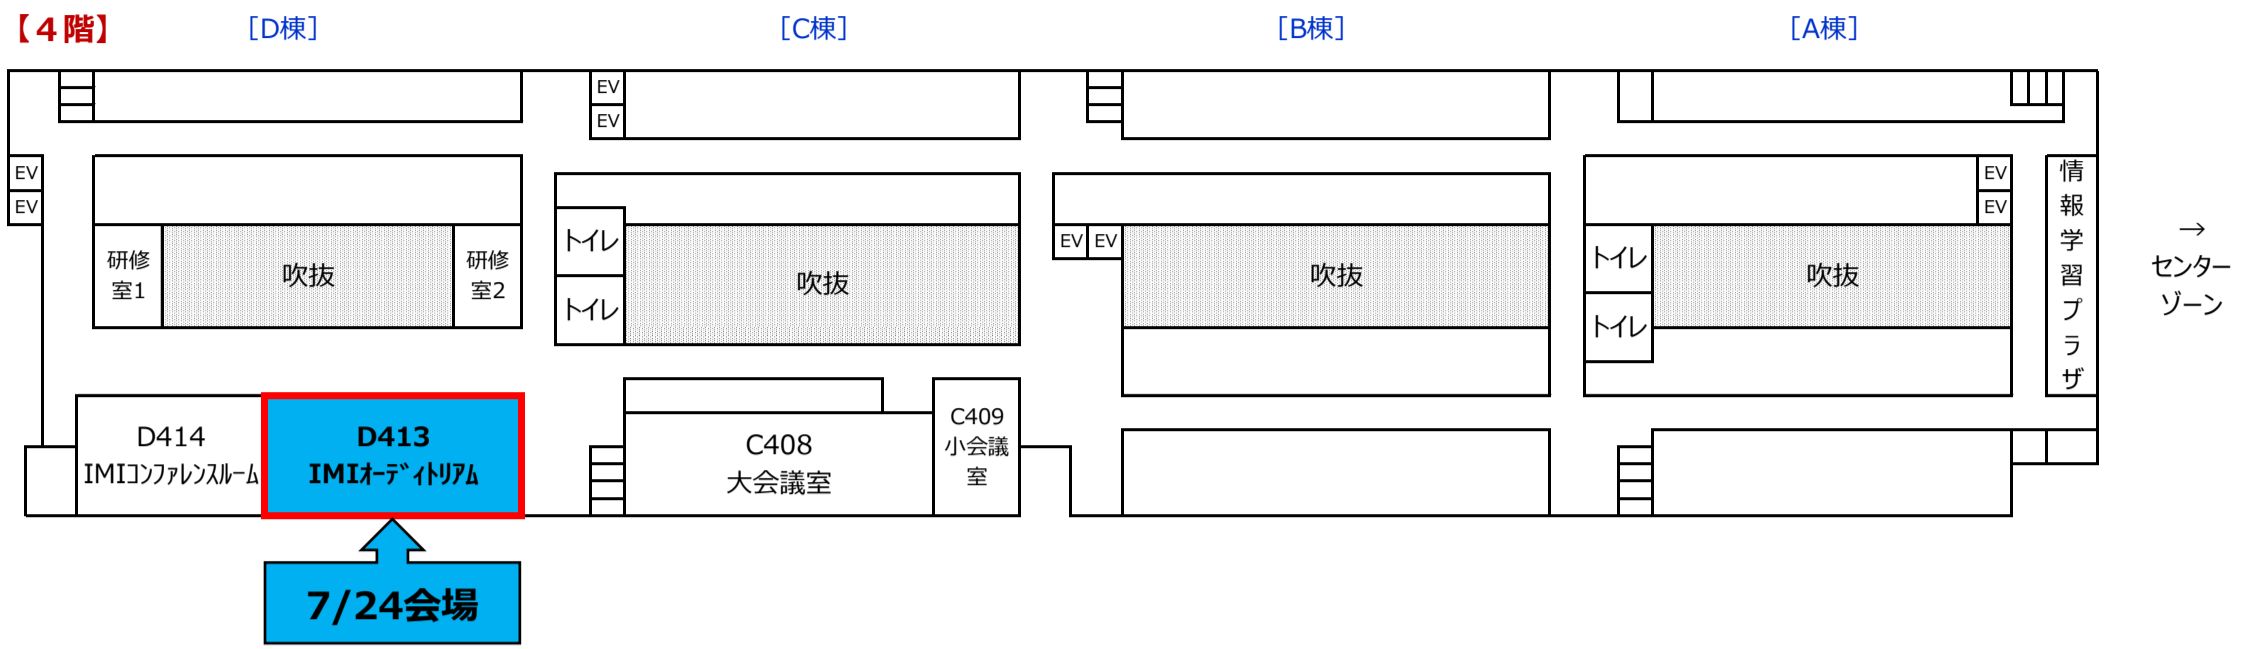 【４階】
［D棟］
［C棟］
［B棟］
［A棟］
EV
EV
EV
EV
EV
EV
情報学習プラザ
→
センター
ゾーン
研修
室1
吹抜
研修
室2
トイレ
トイレ
吹抜
EV
EV
吹抜
トイレ
トイレ
吹抜
D414
IMIｺﾝﾌｧﾚﾝｽﾙｰﾑ
D413
IMIｵｰﾃﾞｨﾄﾘｱﾑ
C408
大会議室
C409
小会議
室
7/24会場